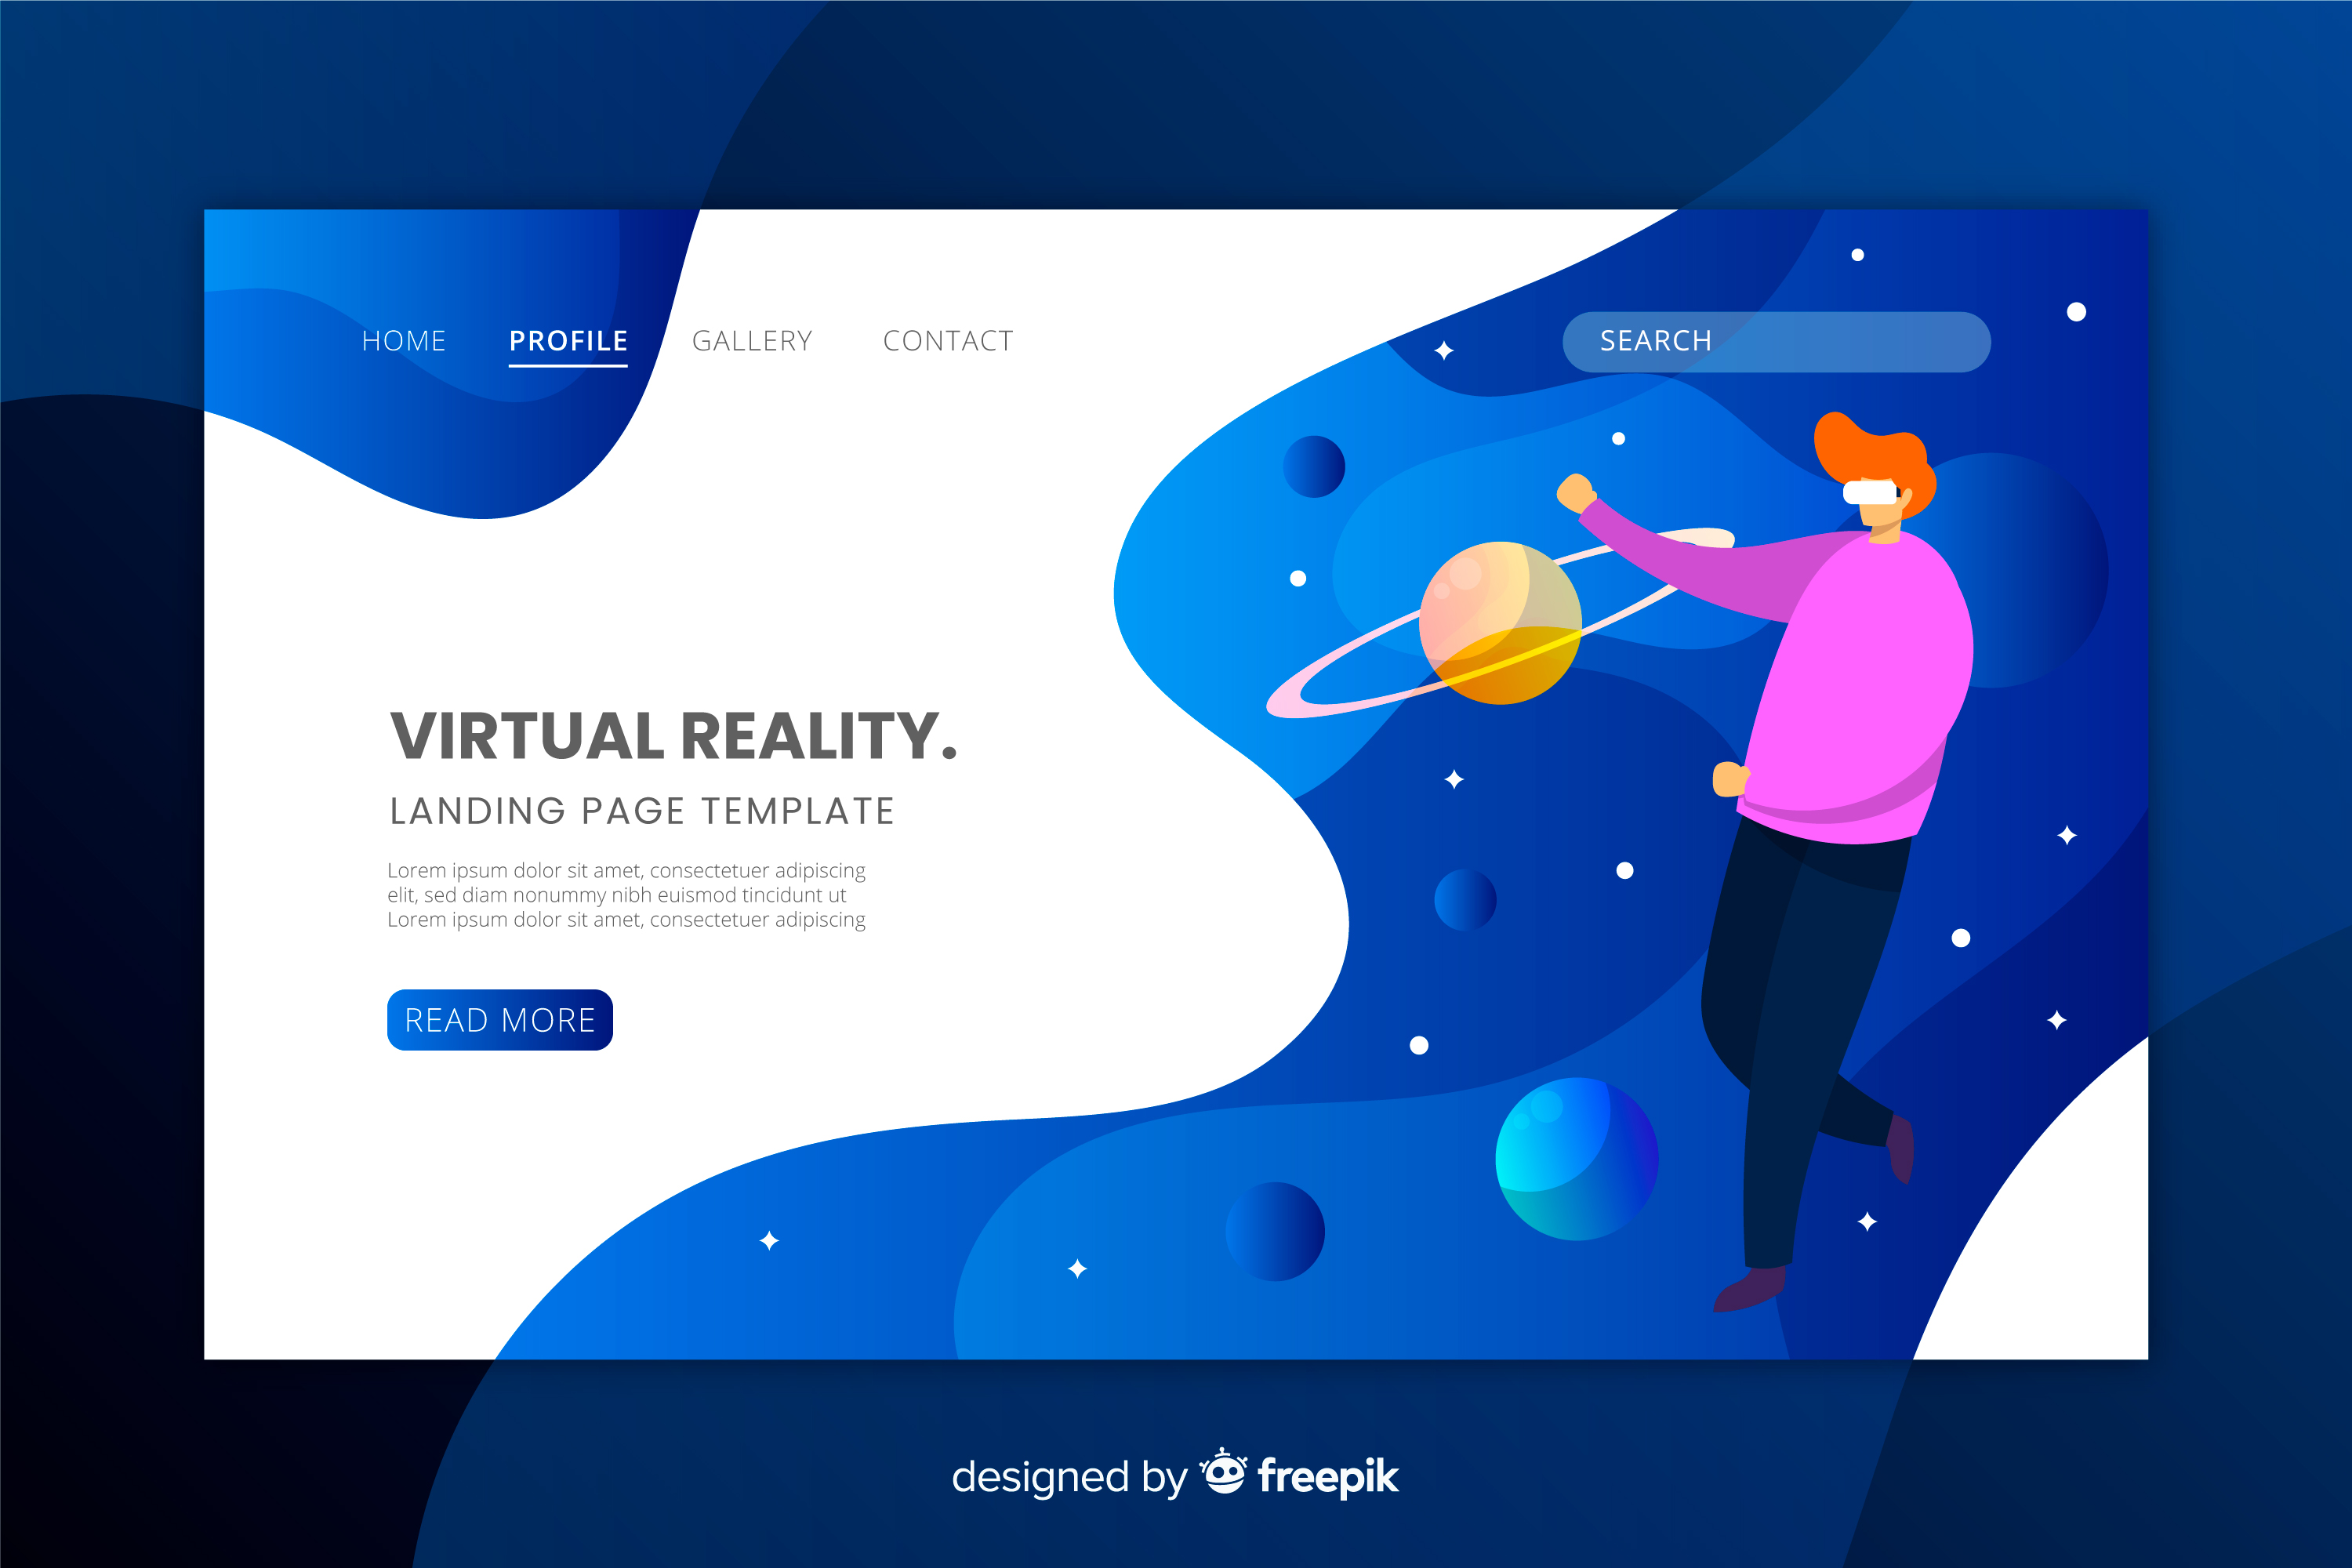 HOME PROFILE GALLERY CONTACT SEARCH
VIRTUAL REALITY.
LANDING PAGE TEMPLATE
Lorem ipsum dolor sit amet, consectetuer adipiscing
elit, sed diam nonummy nibh euismod tincidunt ut
Lorem ipsum dolor sit amet, consectetuer adipiscing
READ MORE
designed by freepik